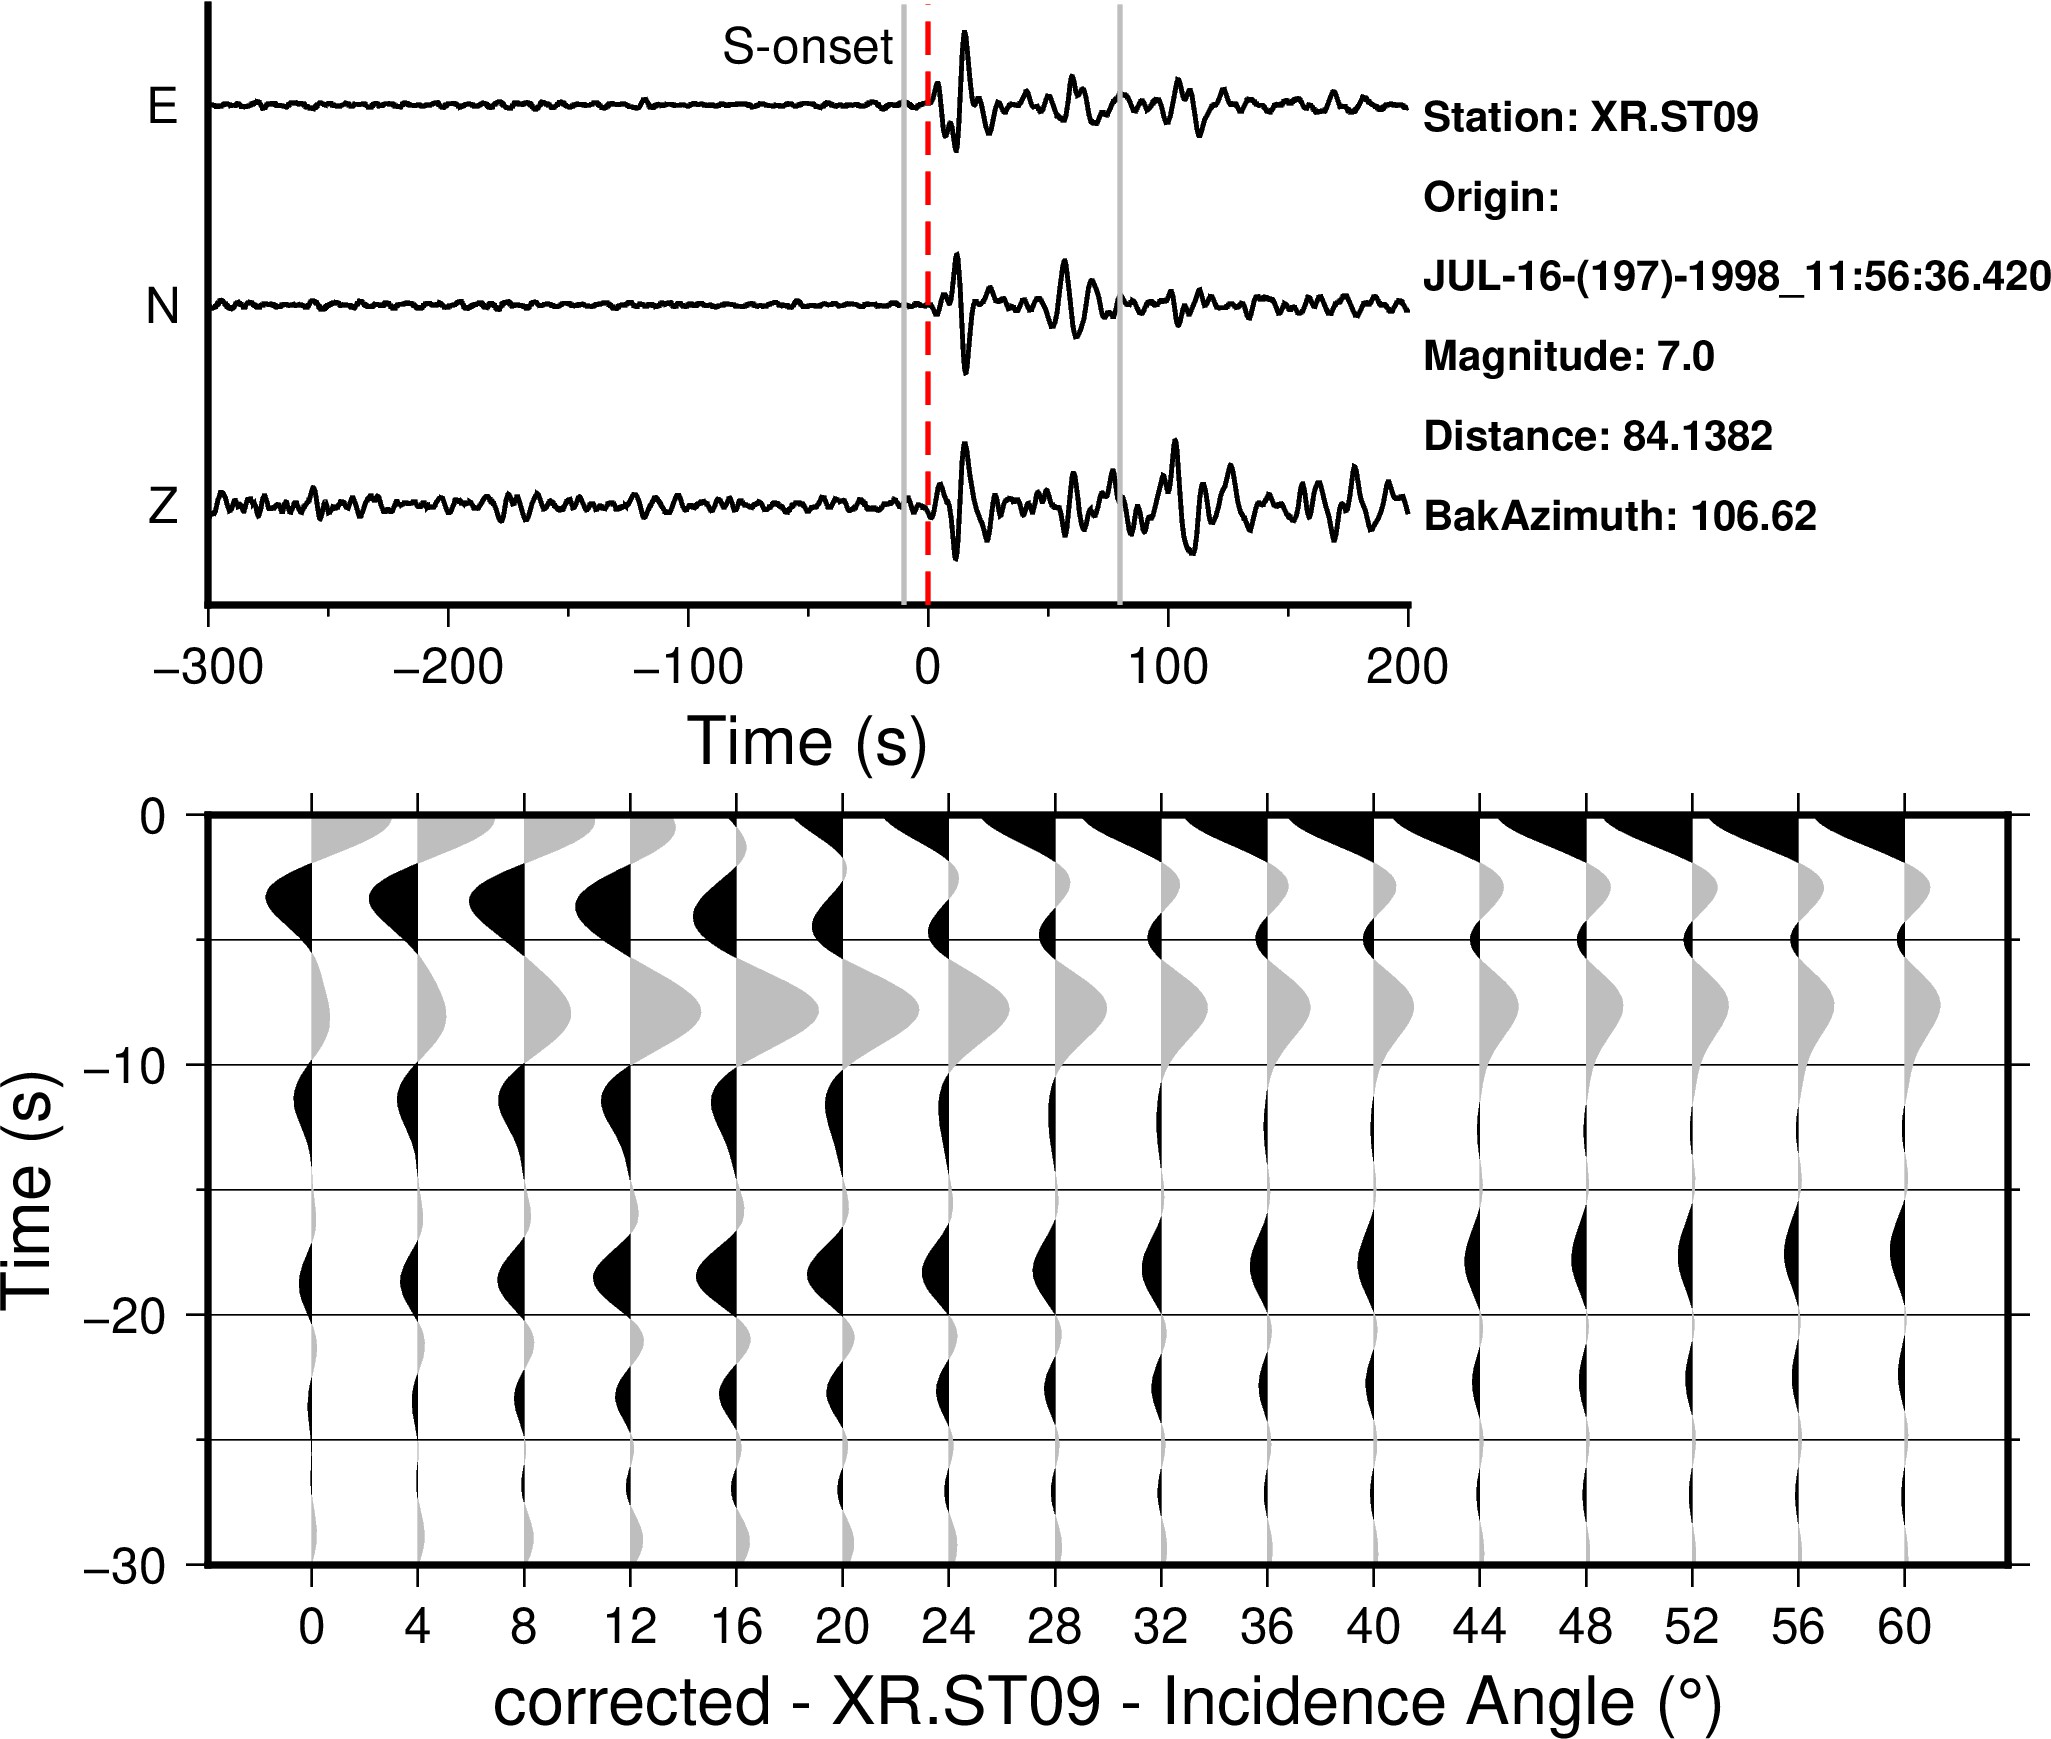 S-onset
E
N
Z
Station: XR.ST09
Origin:
JUL-16-(197)-1998_11:56:36.420
Magnitude: 7.0
Distance: 84.1382
BakAzimuth: 106.62
−300 −200 −100 0 100 200
Time (s)
0
−10
−20
−30
Time (s)
0 4 8 12 16 20 24 28 32 36 40 44 48 52 56 60
corrected - XR.ST09 - Incidence Angle (°)